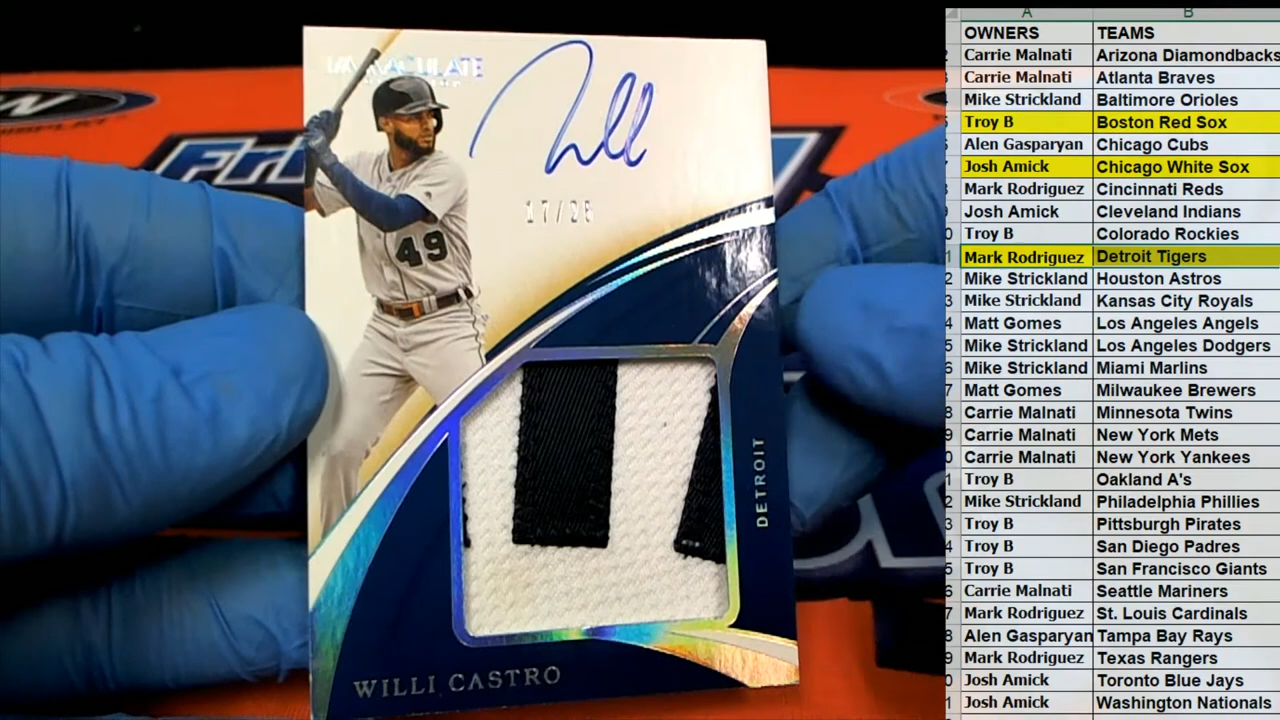 IMMACULATE
17/25
49
DETROIT
WILLI CASTRO
A B
OWNERS TEAMS
Carrie Malnati Arizona Diamondbacks
Carrie Malnati Atlanta Braves
Mike Strickland Baltimore Orioles
Troy B Boston Red Sox
Alen Gasparyan Chicago Cubs
Josh Amick Chicago White Sox
Mark Rodriguez Cincinnati Reds
Josh Amick Cleveland Indians
Troy B Colorado Rockies
Mark Rodriguez Detroit Tigers
Mike Strickland Houston Astros
Mike Strickland Kansas City Royals
Matt Gomes Los Angeles Angels
Mike Strickland Los Angeles Dodgers
Mike Strickland Miami Marlins
Matt Gomes Milwaukee Brewers
Carrie Malnati Minnesota Twins
Carrie Malnati New York Mets
Carrie Malnati New York Yankees
Troy B Oakland A's
Mike Strickland Philadelphia Phillies
Troy B Pittsburgh Pirates
Troy B San Diego Padres
Troy B San Francisco Giants
Carrie Malnati Seattle Mariners
Mark Rodriguez St. Louis Cardinals
Alen Gasparyan Tampa Bay Rays
Mark Rodriguez Texas Rangers
Josh Amick Toronto Blue Jays
Josh Amick Washington Nationals